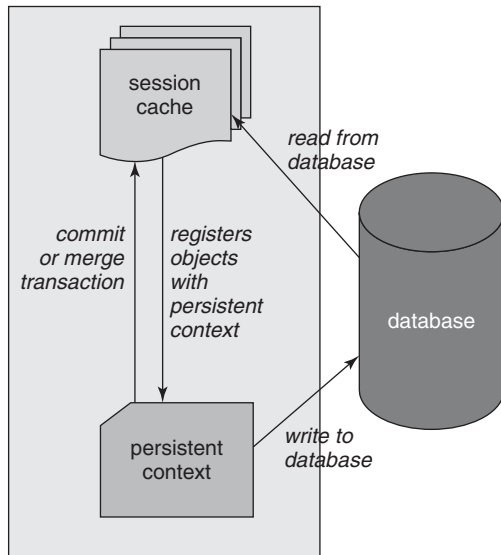 session
cache
read from
database
commit
or merge
transaction
registers
objects
with
persistent
context
database
persistent
context
write to
database